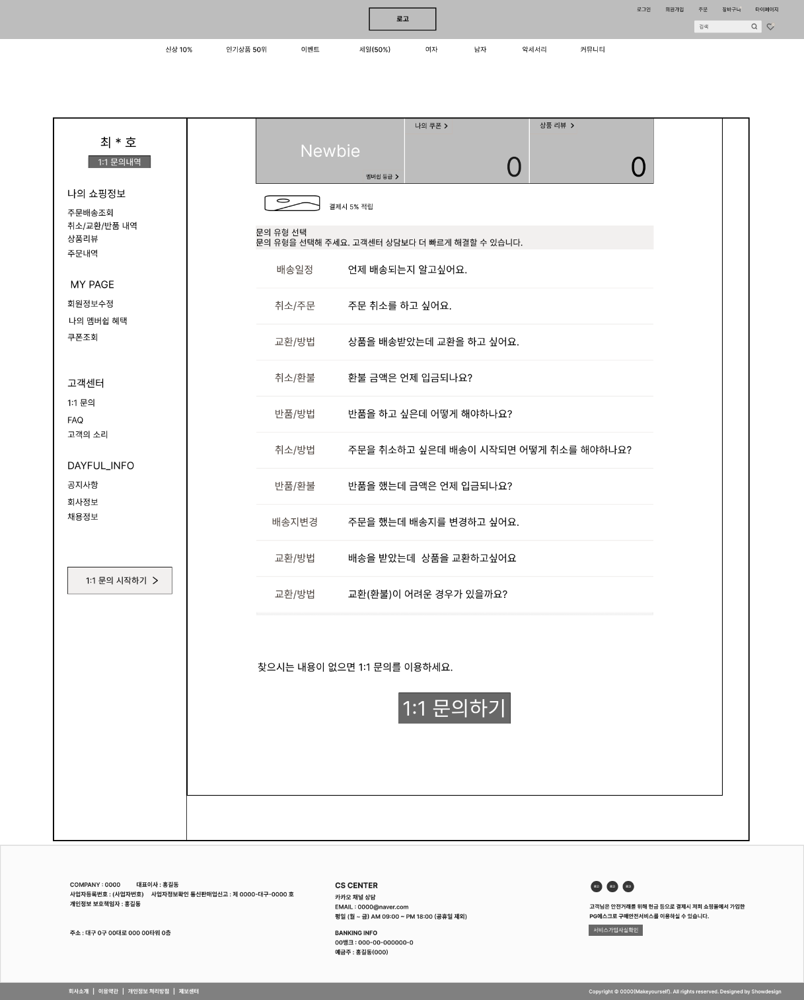 로고
로그인 회원가입 주문 장바구니 마이페이지
검색
신상 10% 인기상품 50위 이벤트 세일(50%) 여자 남자 악세서리 커뮤니티
최 * 호
1:1 문의내역
나의 쇼핑정보
주문배송조회
취소/교환/반품 내역
상품리뷰
주문내역
MY PAGE
회원정보수정
나의 멤버쉽 혜택
쿠폰조회
고객센터
1:1 문의
FAQ
고객의 소리
DAYFUL_INFO
공지사항
회사정보
채용정보
1:1 문의 시작하기 >
Newbie
멤버쉽 등급 >
나의 쿠폰 >
0
상품 리뷰 >
0
결제시 5% 적립
문의 유형 선택
문의 유형을 선택해 주세요. 고객센터 상담보다 더 빠르게 해결할 수 있습니다.
배송일정 언제 배송되는지 알고싶어요.
취소/주문 주문 취소를 하고 싶어요.
교환/방법 상품을 배송받았는데 교환을 하고 싶어요.
취소/환불 환불 금액은 언제 입금되나요?
반품/방법 반품을 하고 싶은데 어떻게 해야하나요?
취소/방법 주문을 취소하고 싶은데 배송이 시작되면 어떻게 취소를 해야하나요?
반품/환불 반품을 했는데 금액은 언제 입금되나요?
배송지변경 주문을 했는데 배송지를 변경하고 싶어요.
교환/방법 배송을 받았는데 상품을 교환하고싶어요
교환/방법 교환(환불)이 어려운 경우가 있을까요?
찾으시는 내용이 없으면 1:1 문의를 이용하세요.
1:1 문의하기
COMPANY : 0000 대표이사 : 홍길동
사업자등록번호 : (사업자번호) 사업자정보확인 통신판매업신고 : 제 0000-대구-0000 호
개인정보 보호책임자 : 홍길동
주소 : 대구 0구 00대로 000 00타워 0층
CS CENTER
카카오 채널 상담
EMAIL : 0000@naver.com
평일 (월 ~ 금) AM 09:00 ~ PM 18:00 (공휴일 제외)
BANKING INFO
00뱅크 : 000-00-000000-0
예금주 : 홍길동(000)
로고 로고 로고
고객님은 안전거래를 위해 현금 등으로 결제시 저희 쇼핑몰에서 가입한
PG에스크로 구매안전서비스를 이용하실 수 있습니다.
서비스가입사실확인
회사소개 | 이용약관 | 개인정보 처리방침 | 제보센터
Copyright © 0000(Makeyourself). All rights reserved. Designed by Showdesign